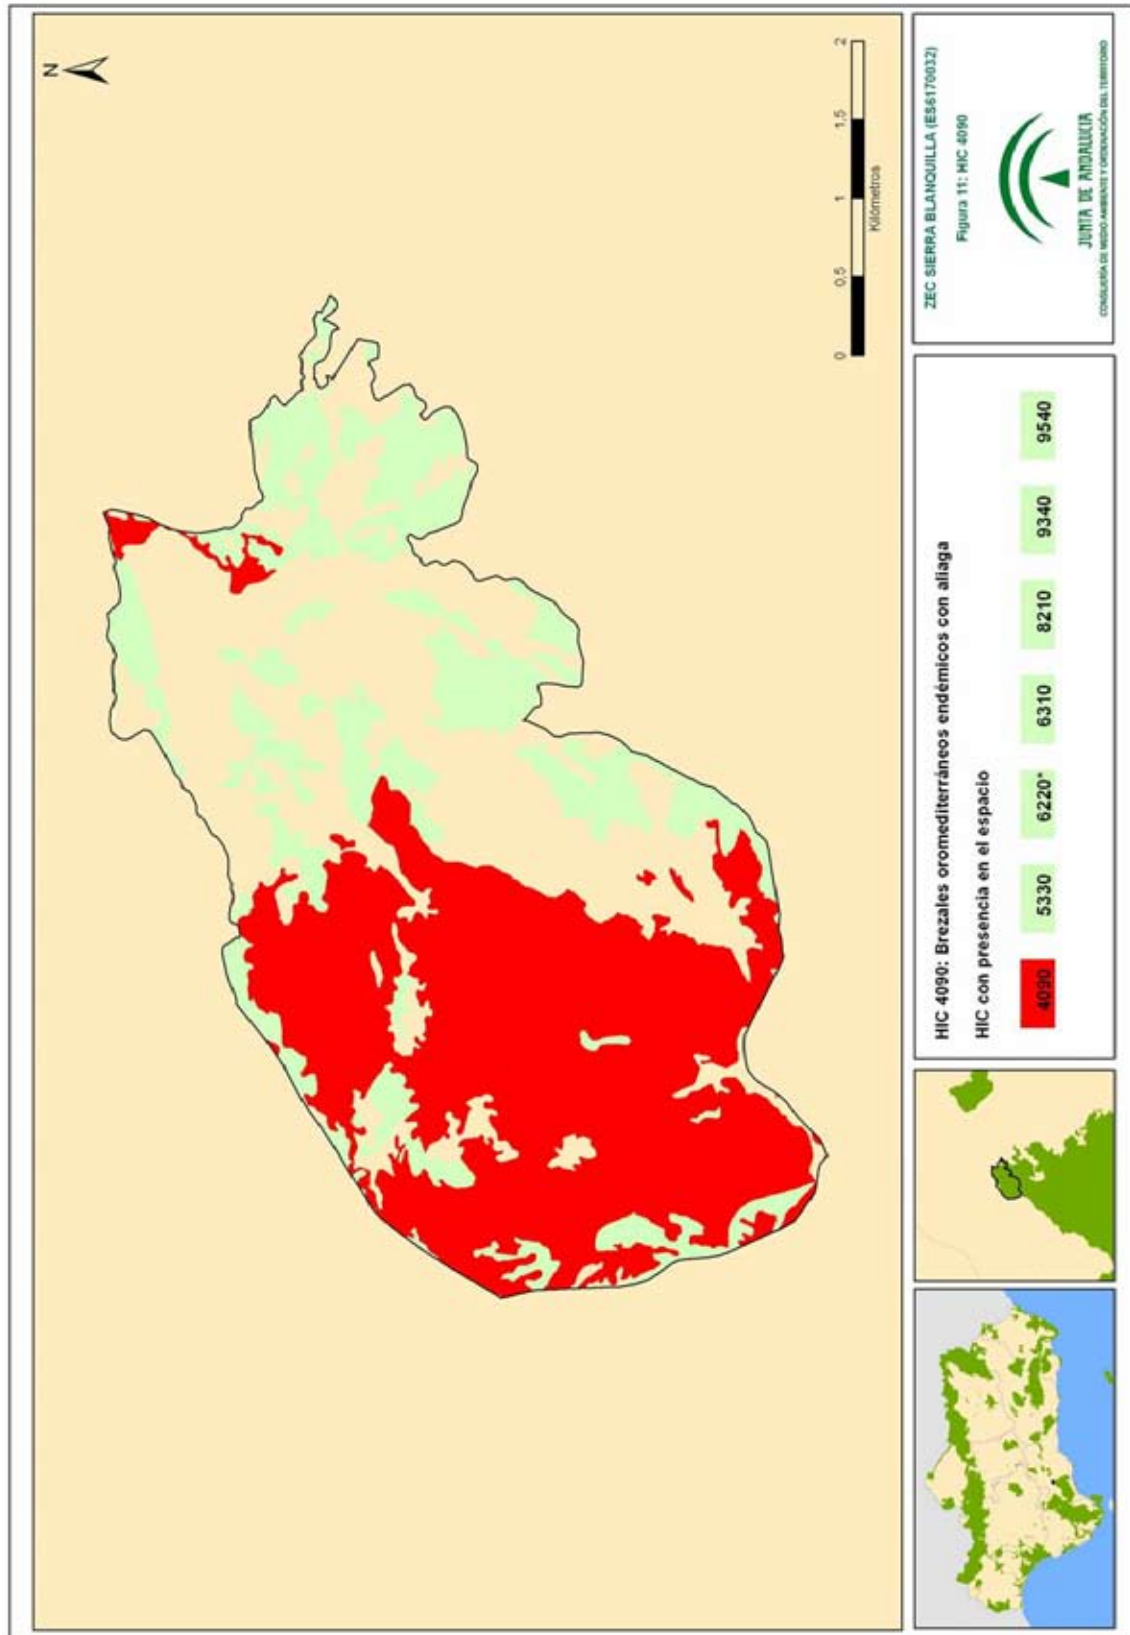 N
0
0,5
1
1,5
2
Kilómetros
HIC 4090: Brezales oromediterráneos endémicos con aliaga
HIC con presencia en el espacio
4090
5330
6220*
6310
8210
9340
9540
ZEC SIERRA BLANQUILLA (ES6170032)
Figura 11: HIC 4090
JUNTA DE ANDALUCIA
CONSEJERÍA DE MEDIO AMBIENTE Y ORDENACIÓN DEL TERRITORIO